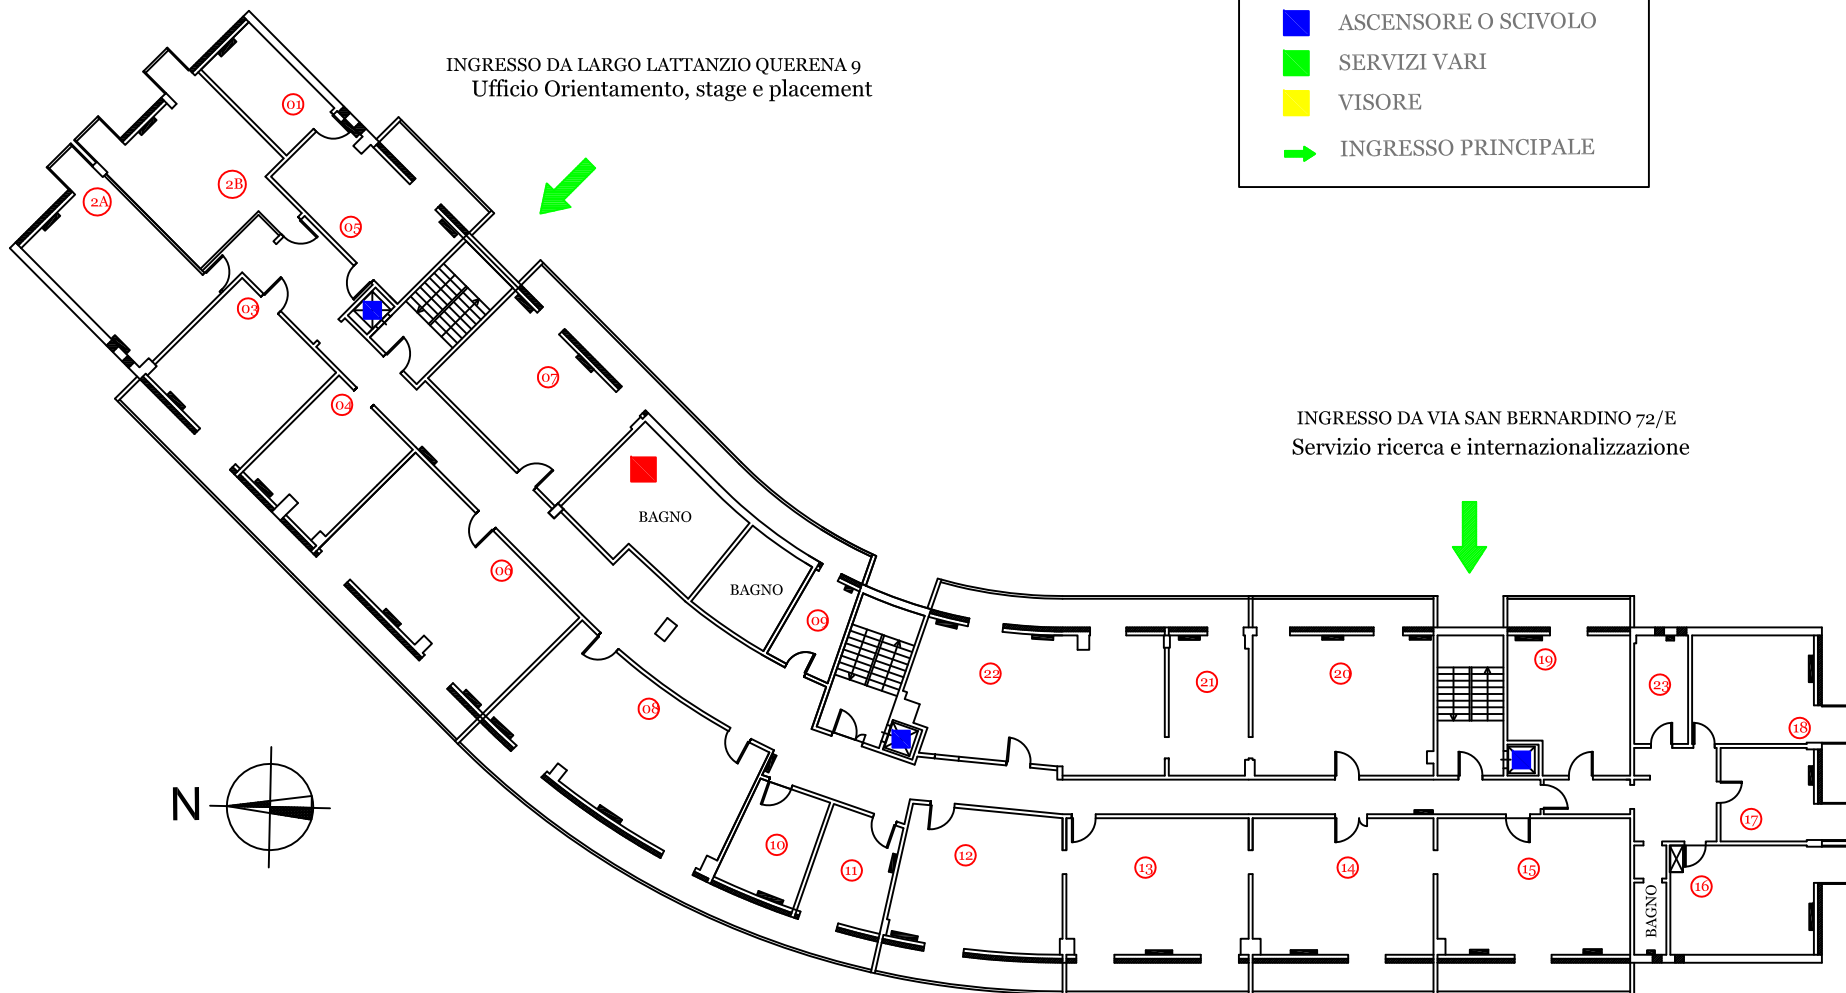 ASCENSORE O SCIVOLO
SERVIZI VARI
VISORE
INGRESSO PRINCIPALE
INGRESSO DA LARGO LATTANZIO QUERENA 9
Ufficio Orientamento, stage e placement
01
2B
2A
05
03
07
04
INGRESSO DA VIA SAN BERNARDINO 72/E
Servizio ricerca e internazionalizzazione
BAGNO
06
BAGNO
09
22
21
20
19
23
18
08
N
17
10
11
12
13
14
15
16
BAGNO